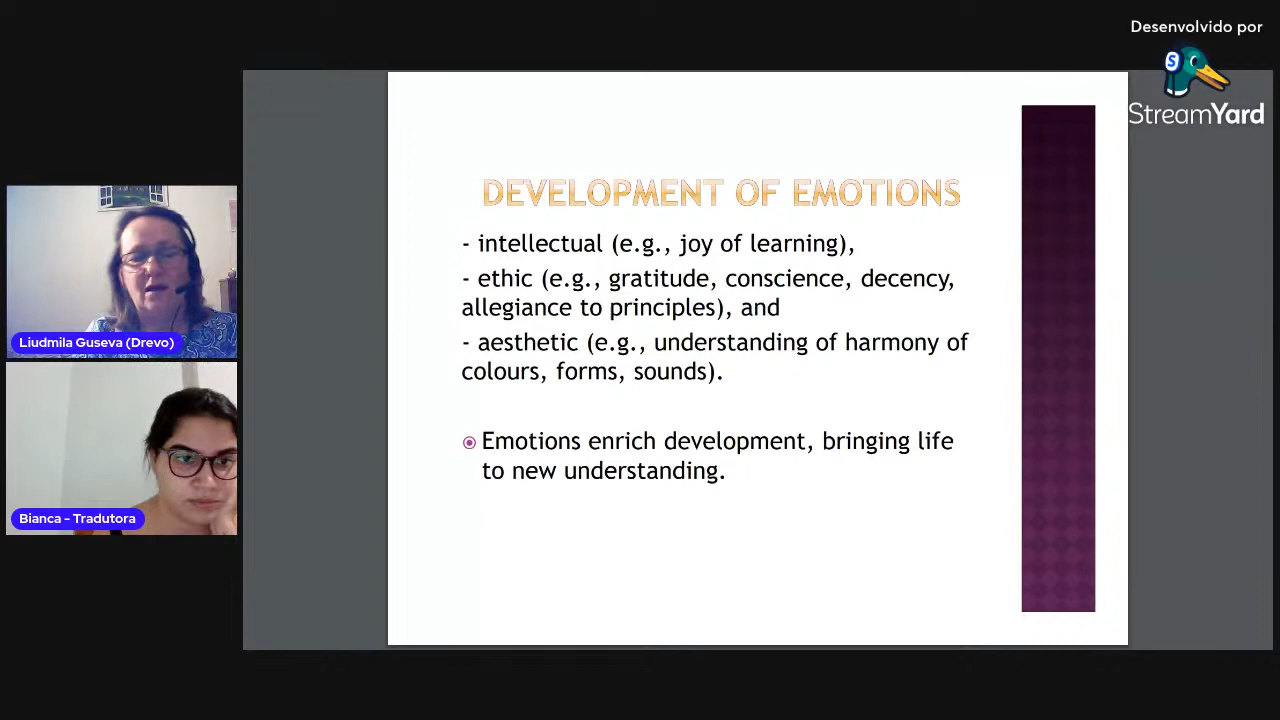 Desenvolvido por
StreamYard
DEVELOPMENT OF EMOTIONS
- intellectual (e.g., joy of learning),
- ethic (e.g., gratitude, conscience, decency,
allegiance to principles), and
- aesthetic (e.g., understanding of harmony of
colours, forms, sounds).
Emotions enrich development, bringing life
to new understanding.
Liudmila Guseva (Drevo)
Bianca - Tradutora